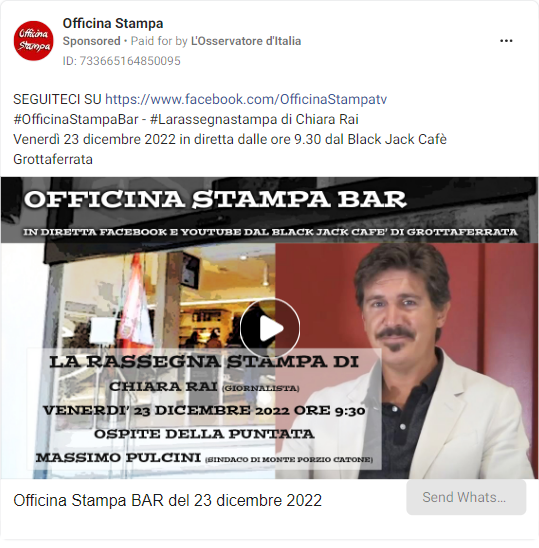 Officina
Stampa
Officina Stampa
Sponsored • Paid for by L'Osservatore d'Italia
ID: 733665164850095
SEGUITECI SU https://www.facebook.com/OfficinaStampatv
#OfficinaStampaBar - #Larassegnastampa di Chiara Rai
Venerdì 23 dicembre 2022 in diretta dalle ore 9.30 dal Black Jack Cafè
Grottaferrata
OFFICINA STAMPA BAR
IN DIRETTA FACEBOOK E YOUTUBE DAL BLACK JACK CAFE' DI GROTTAFERRATA
LA RASSEGNA STAMPA DI
CHIARA RAI (GIORNALISTA)
VENERDI' 23 DICEMBRE 2022 ORE 9:30
OSPITE DELLA PUNTATA
MASSIMO PULCINI (SINDACO DI MONTE PORZIO CATONE)
Officina Stampa BAR del 23 dicembre 2022
Send Whats...